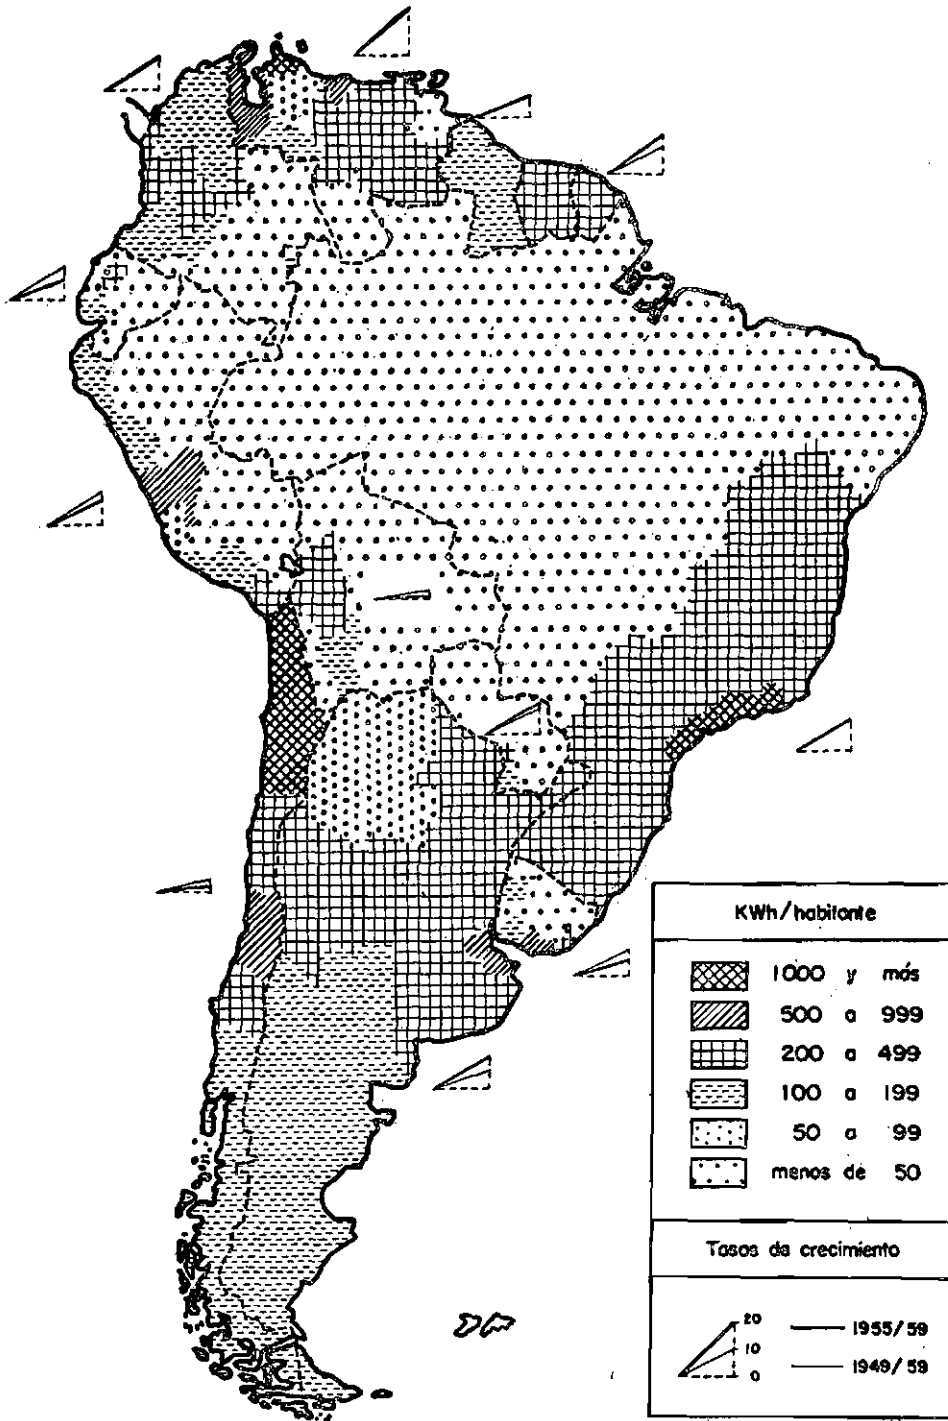 KWh/habitante
1000 y más
500 a 999
200 a 499
100 a 199
50 a 99
menos de 50
Tasas de crecimiento
20
10
0
1955/59
1949/59